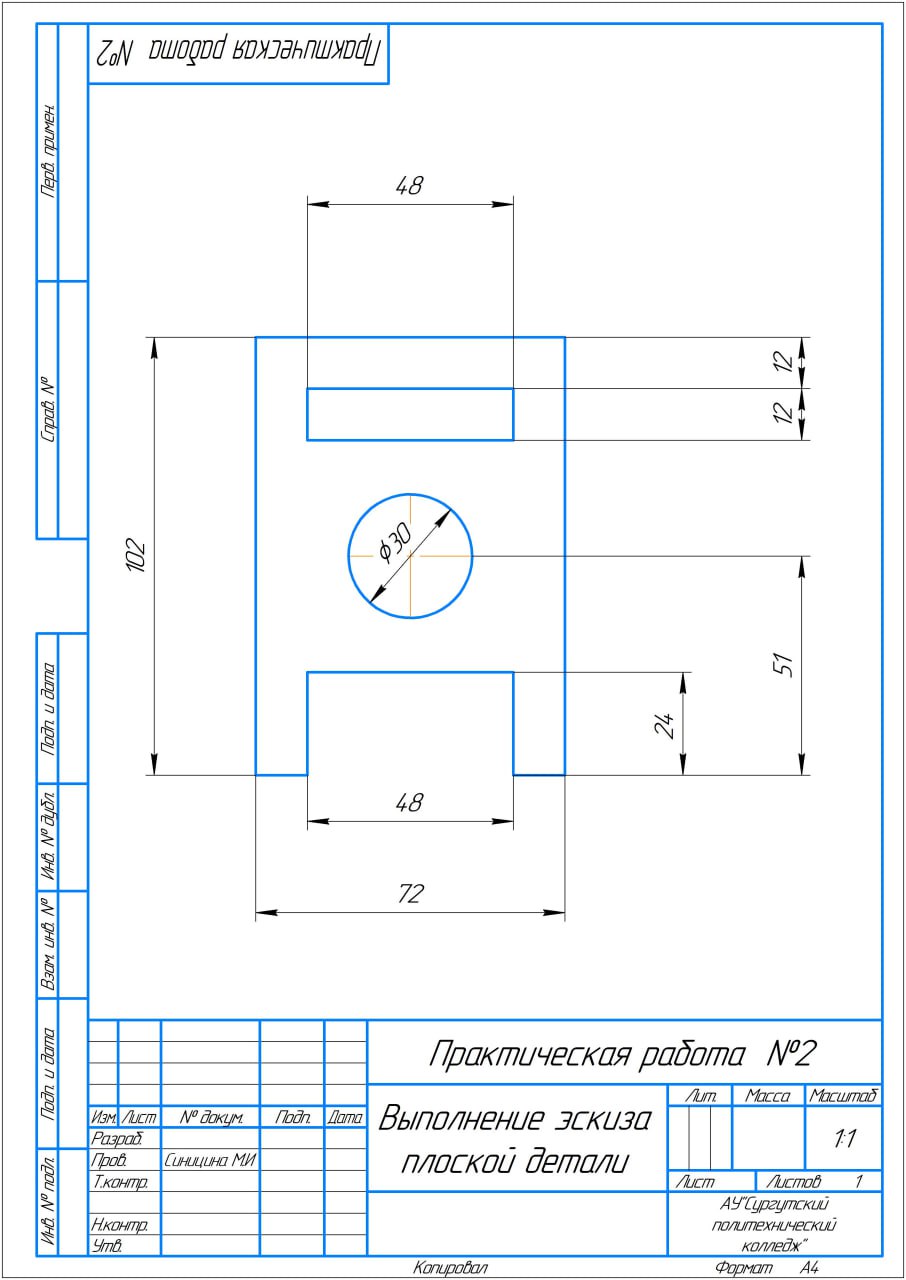 Практическая работа №2
Перв. примен.
Справ. №
Подп. и дата
Инв. № дубл.
Взам. инв. №
Подп. и дата
Инв. № подл.
48
12
12
102
ϕ30
51
24
48
72
Практическая работа №2
Изм. Лист № докум. Подп. Дата
Разраб.
Пров. Синицина МИ
Т.контр.
Н.контр.
Утв.
Выполнение эскиза
плоской детали
Лит. Масса Масштаб
1:1
Лист Листов 1
АУ"Сургутский
политехнический
колледж"
Копировал Формат А4